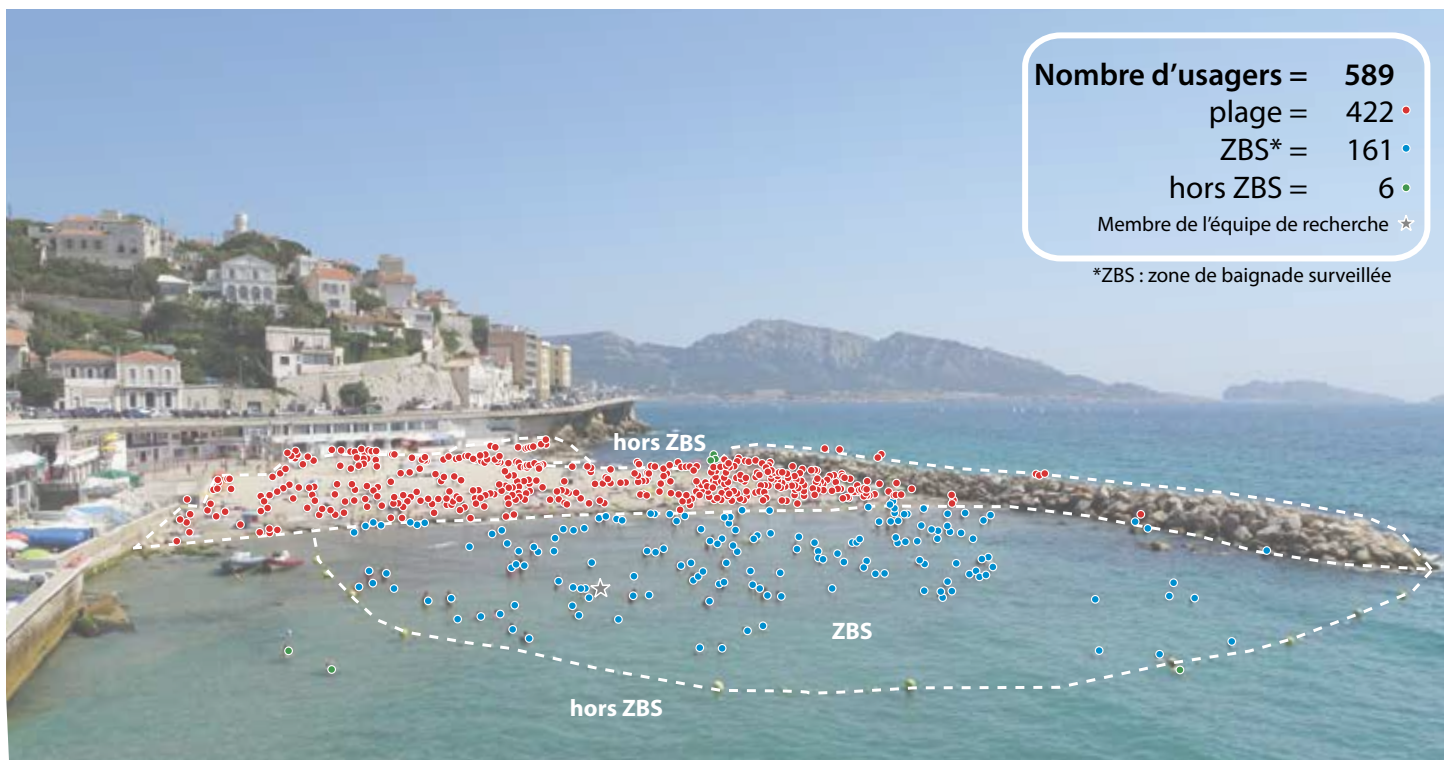 Nombre d’usagers = 589
plage = 422
ZBS* = 161
hors ZBS = 6
Membre de l’équipe de recherche
*ZBS : zone de baignade surveillée
hors ZBS
ZBS
hors ZBS